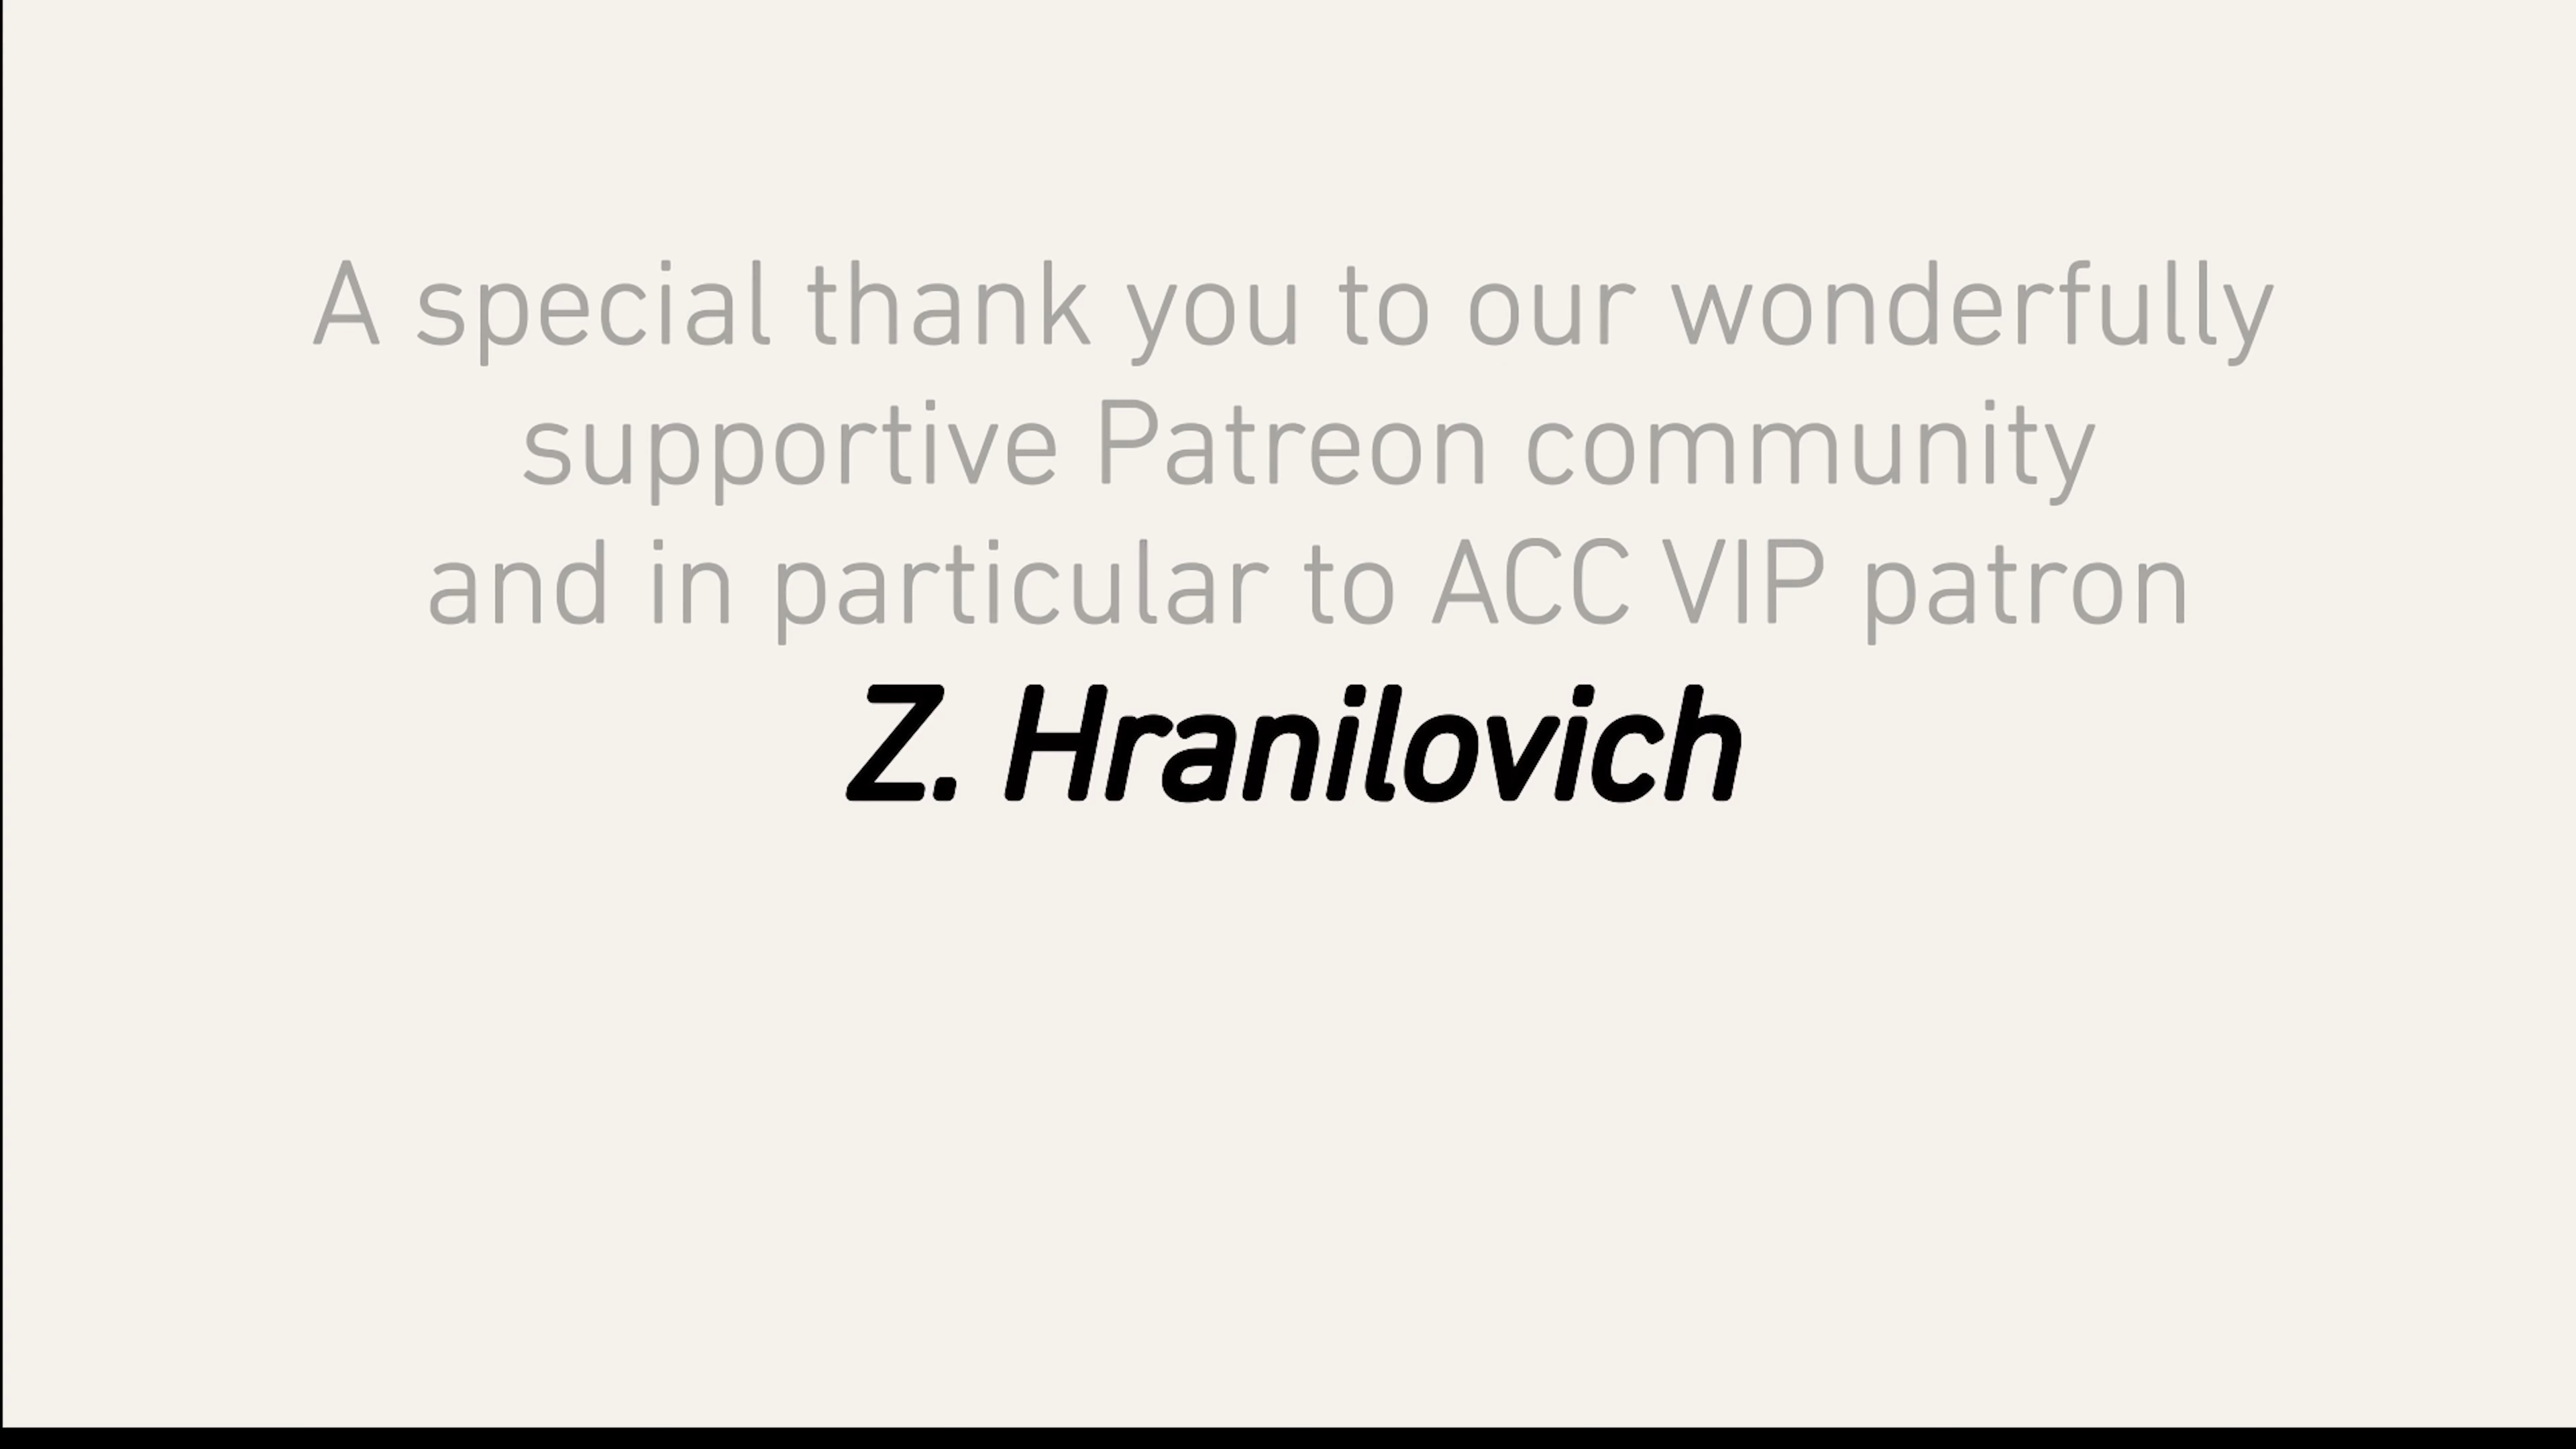 A special thank you to our wonderfully
supportive Patreon community
and in particular to ACC VIP patron
Z. Hranilovich